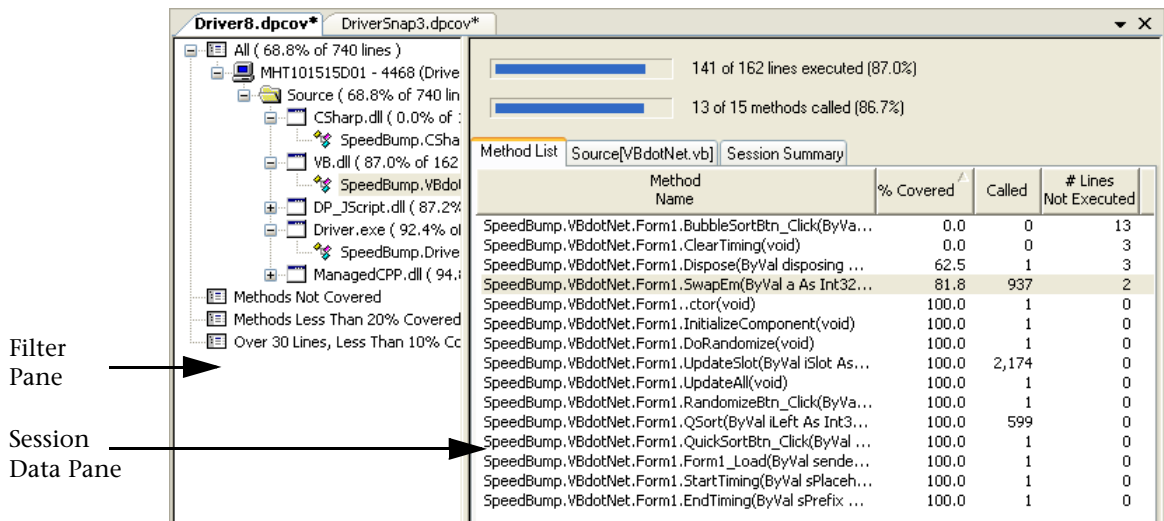 Driver8.dpcov* DriverSnap3.dpcov*
All ( 68.8% of 740 lines )
MHT101515D01 - 4468 (Drive
Source ( 68.8% of 740 lin
CSharp.dll ( 0.0% of
SpeedBump.CSha
VB.dll ( 87.0% of 162
SpeedBump.VBdot
DP_JScript.dll ( 87.2%
Driver.exe ( 92.4% of
SpeedBump.Drive
ManagedCPP.dll ( 94.8
Methods Not Covered
Methods Less Than 20% Covered
Over 30 Lines, Less Than 10% Co
Filter
Pane
Session
Data Pane
141 of 162 lines executed (87.0%)
13 of 15 methods called (86.7%)
Method List Source[VBdotNet.vb] Session Summary
Method Name % Covered Called # Lines Not Executed
SpeedBump.VBdotNet.Form1.BubbleSortBtn_Click(ByVa... 0.0 0 13
SpeedBump.VBdotNet.Form1.ClearTiming(void) 0.0 0 3
SpeedBump.VBdotNet.Form1.Dispose(ByVal disposing ... 62.5 1 3
SpeedBump.VBdotNet.Form1.SwapEm(ByVal a As Int32... 81.8 937 2
SpeedBump.VBdotNet.Form1..ctor(void) 100.0 1 0
SpeedBump.VBdotNet.Form1.InitializeComponent(void) 100.0 1 0
SpeedBump.VBdotNet.Form1.DoRandomize(void) 100.0 1 0
SpeedBump.VBdotNet.Form1.UpdateSlot(ByVal iSlot As... 100.0 2,174 0
SpeedBump.VBdotNet.Form1.UpdateAll(void) 100.0 1 0
SpeedBump.VBdotNet.Form1.RandomizeBtn_Click(ByVa... 100.0 1 0
SpeedBump.VBdotNet.Form1.QSort(ByVal iLeft As Int3... 100.0 599 0
SpeedBump.VBdotNet.Form1.QuickSortBtn_Click(ByVal ... 100.0 1 0
SpeedBump.VBdotNet.Form1.Form1_Load(ByVal sende... 100.0 1 0
SpeedBump.VBdotNet.Form1.StartTiming(ByVal sPlaceh... 100.0 1 0
SpeedBump.VBdotNet.Form1.EndTiming(ByVal sPrefix ... 100.0 1 0